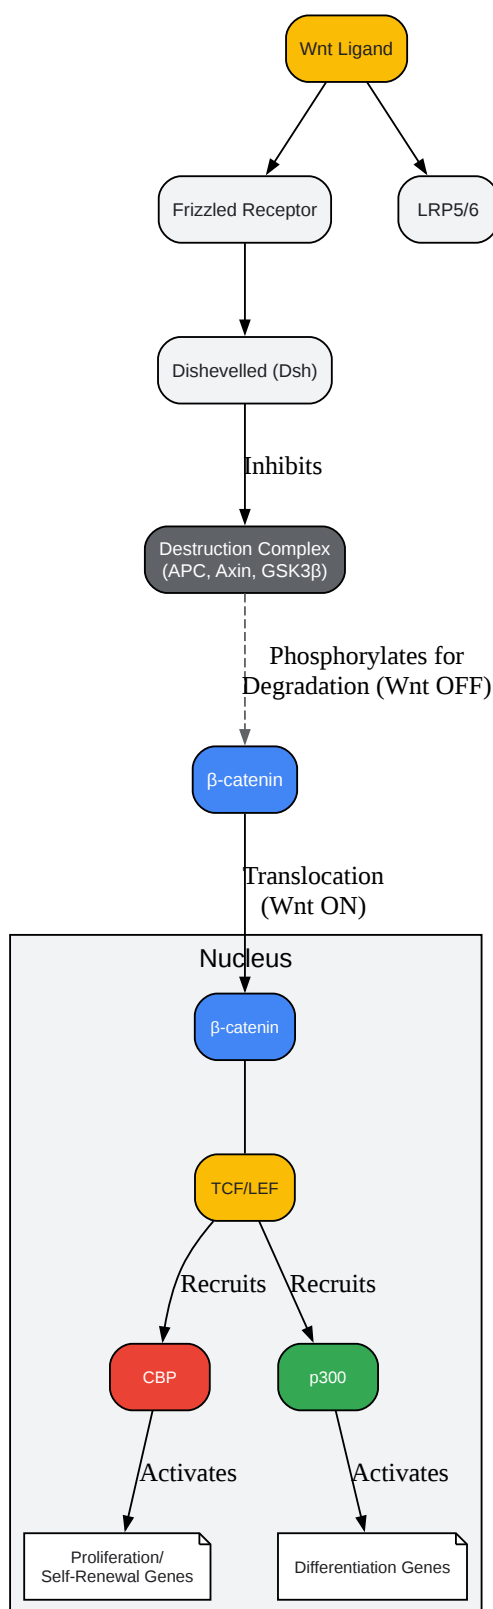 Wnt Ligand
Frizzled Receptor
LRP5/6
Dishevelled (Dsh)
Inhibits
Destruction Complex
(APC, Axin, GSK3β)
Phosphorylates for
Degradation (Wnt OFF)
β-catenin
Translocation
(Wnt ON)
Nucleus
β-catenin
TCF/LEF
Recruits
Recruits
CBP
p300
Activates
Activates
Proliferation/
Self-Renewal Genes
Differentiation Genes